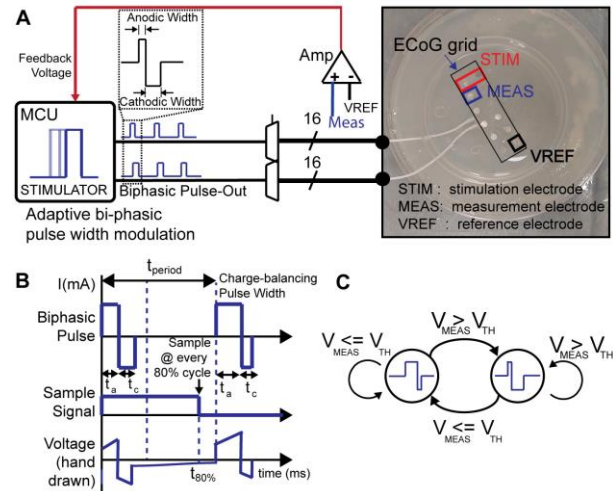 A
Feedback
Voltage
Anodic Width
Cathodic Width
Amp
+ -
VREF
Meas
MCU
STIMULATOR
Biphasic Pulse-Out
16
16
Adaptive bi-phasic
pulse width modulation
ECoG grid
STIM
MEAS
VREF
STIM : stimulation electrode
MEAS: measurement electrode
VREF : reference electrode
B
I(mA)
t_period
Charge-balancing
Pulse Width
Biphasic
Pulse
Sample
@ every
80% cycle
t_a t_c t_a t_c
Sample
Signal
Voltage
(hand
drawn)
t_80%
time (ms)
C
V_MEAS > V_TH
V_MEAS <= V_TH
V_MEAS > V_TH
V_MEAS <= V_TH